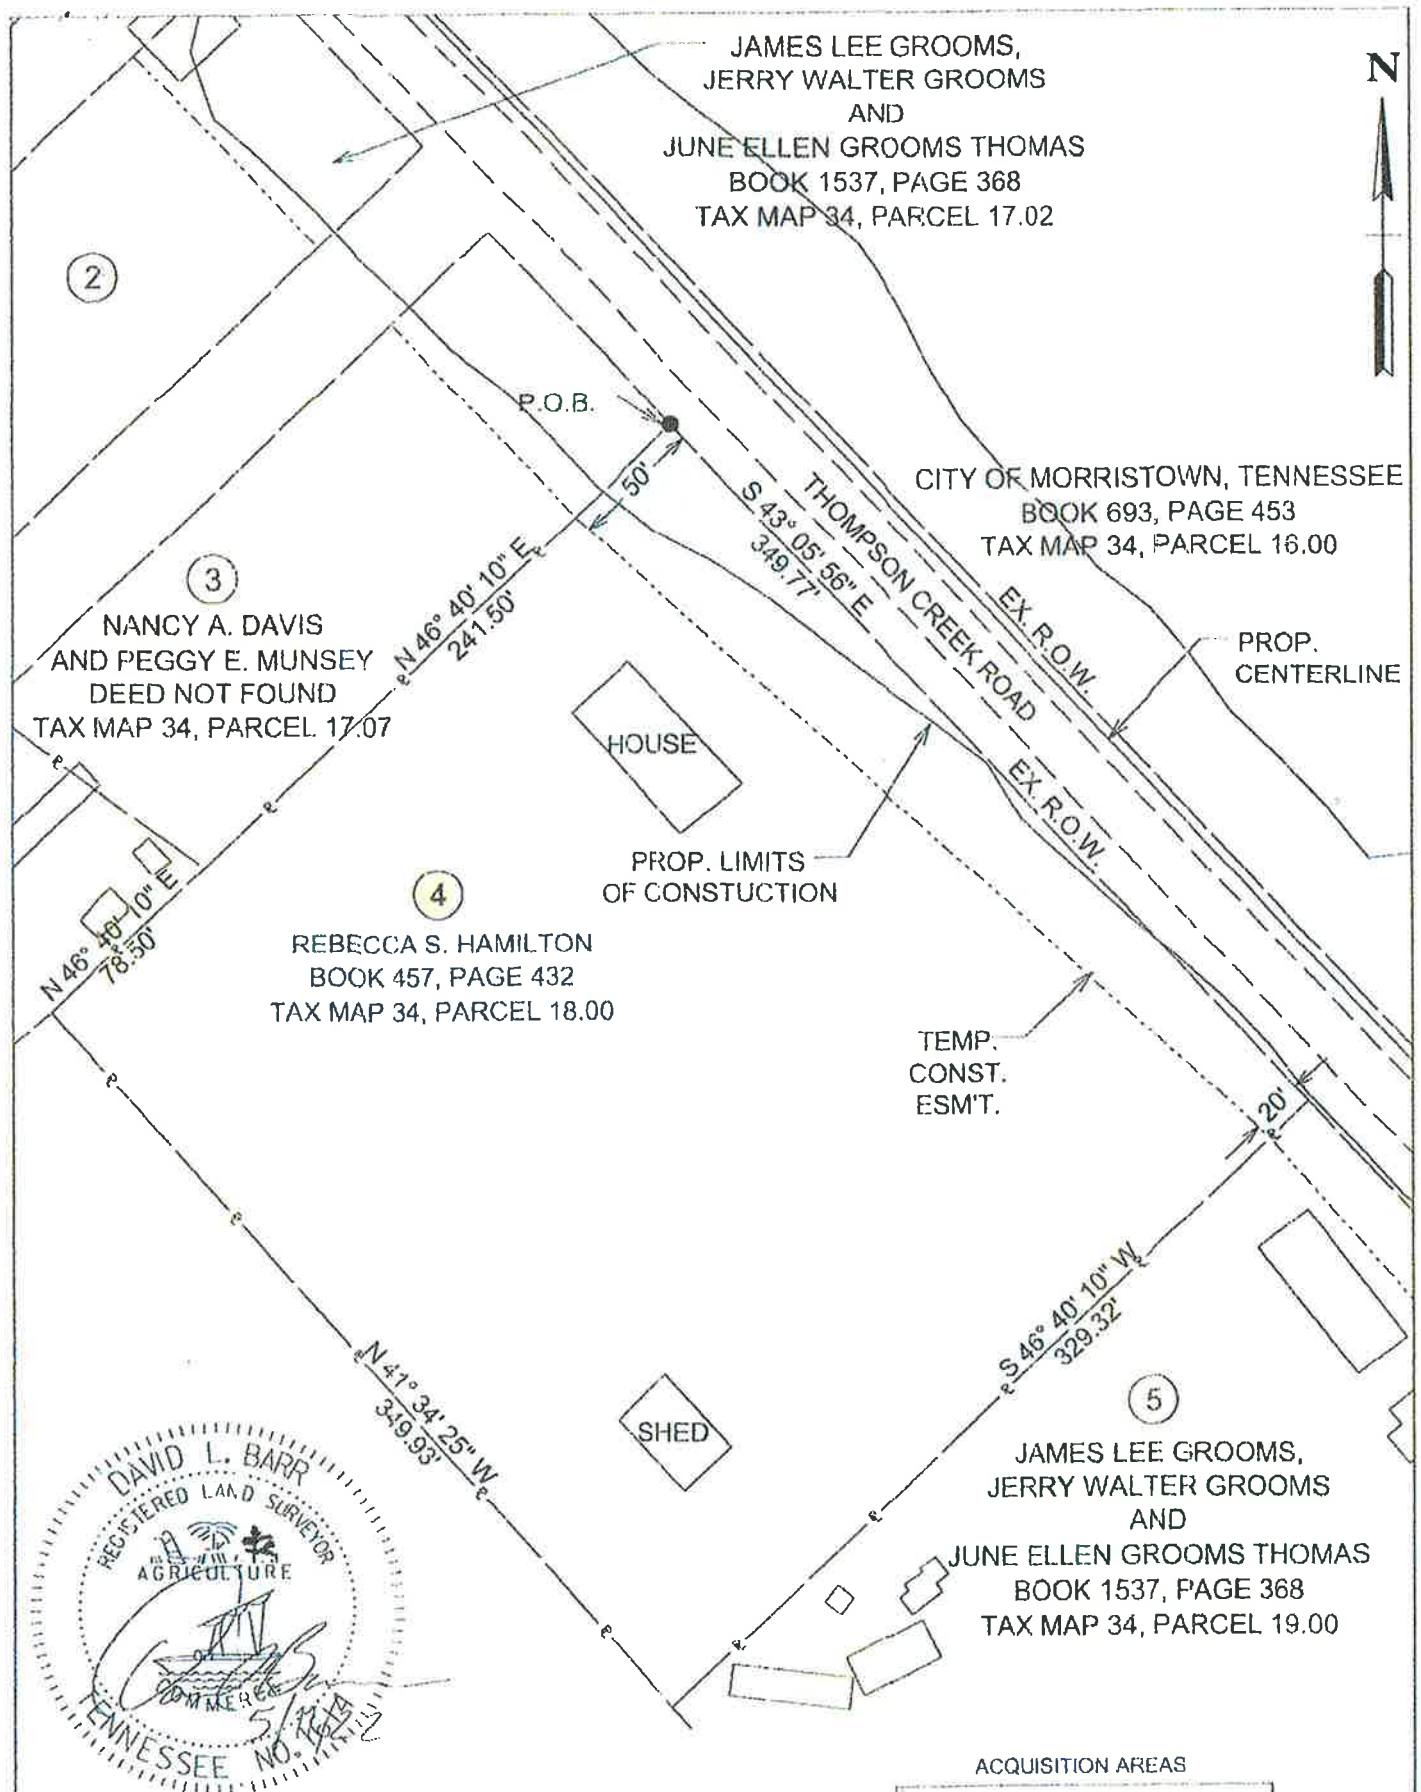 JAMES LEE GROOMS,
JERRY WALTER GROOMS
AND
JUNE ELLEN GROOMS THOMAS
BOOK 1537, PAGE 368
TAX MAP 34, PARCEL 17.02
N
2
P.O.B.
50'
S 43° 05' 56" E
349.77'
THOMPSON CREEK ROAD
CITY OF MORRISTOWN, TENNESSEE
BOOK 693, PAGE 453
TAX MAP 34, PARCEL 16.00
EX. R.O.W.
PROP.
CENTERLINE
3
NANCY A. DAVIS
AND PEGGY E. MUNSEY
DEED NOT FOUND
TAX MAP 34, PARCEL 17.07
N 46° 40' 10" E
241.50'
HOUSE
EX. R.O.W.
PROP. LIMITS
OF CONSTUCTION
N 46° 40' 10" E
78.50'
4
REBECCA S. HAMILTON
BOOK 457, PAGE 432
TAX MAP 34, PARCEL 18.00
TEMP.
CONST.
ESM'T.
20'
S 46° 40' 10" W
329.32'
N 41° 34' 25" W
349.93'
SHED
5
JAMES LEE GROOMS,
JERRY WALTER GROOMS
AND
JUNE ELLEN GROOMS THOMAS
BOOK 1537, PAGE 368
TAX MAP 34, PARCEL 19.00
DAVID L. BARR
REGISTERED LAND SURVEYOR
AGRICULTURE
COMMERCE
TENNESSEE NO.
ACQUISITION AREAS